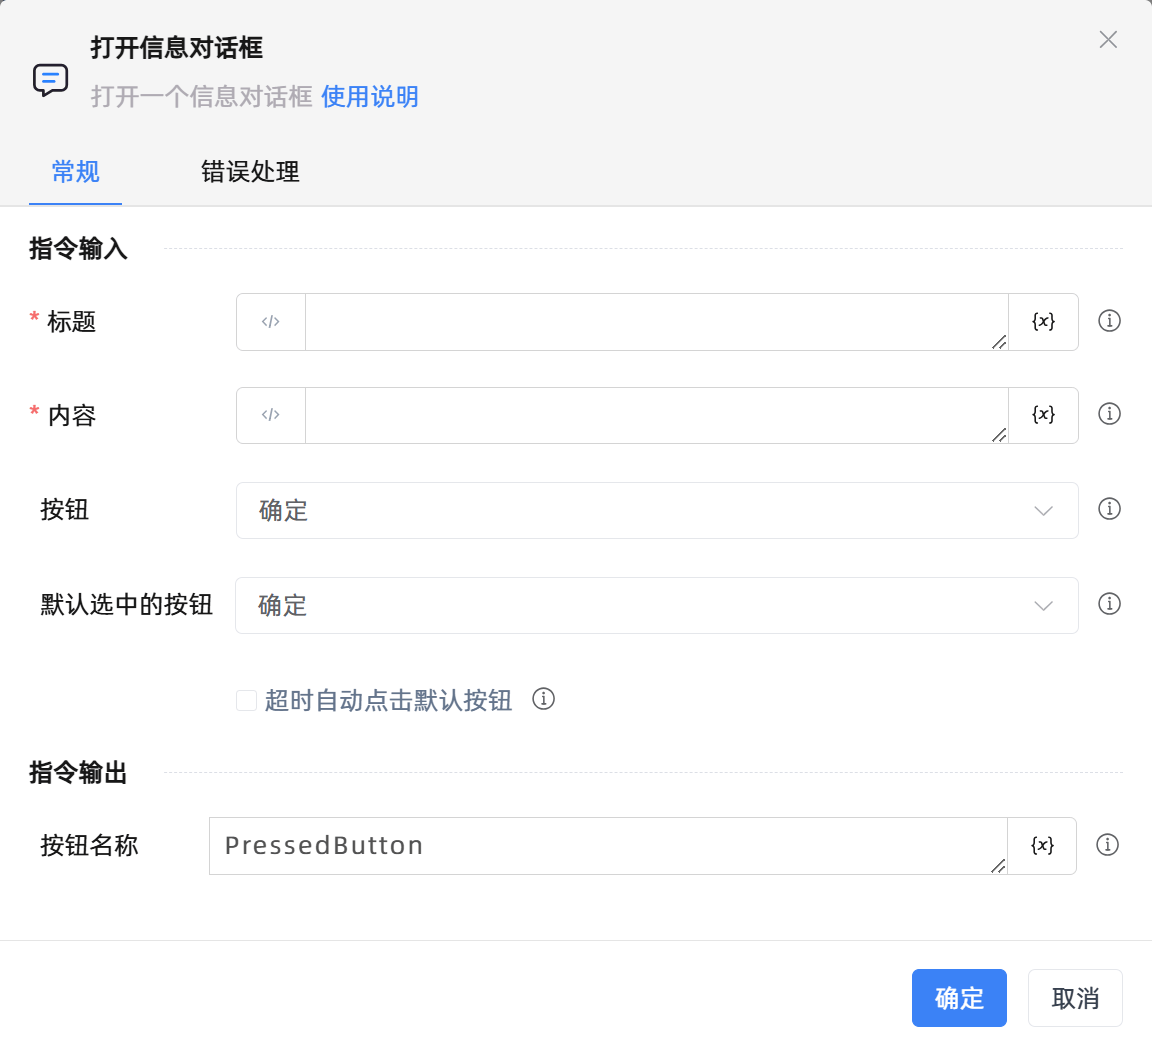 打开信息对话框
打开一个信息对话框 使用说明
常规 错误处理
指令输入
* 标题 </> {x}
* 内容 </> {x}
按钮 确定
默认选中的按钮 确定
超时自动点击默认按钮
指令输出
按钮名称 PressedButton {x}
确定 取消